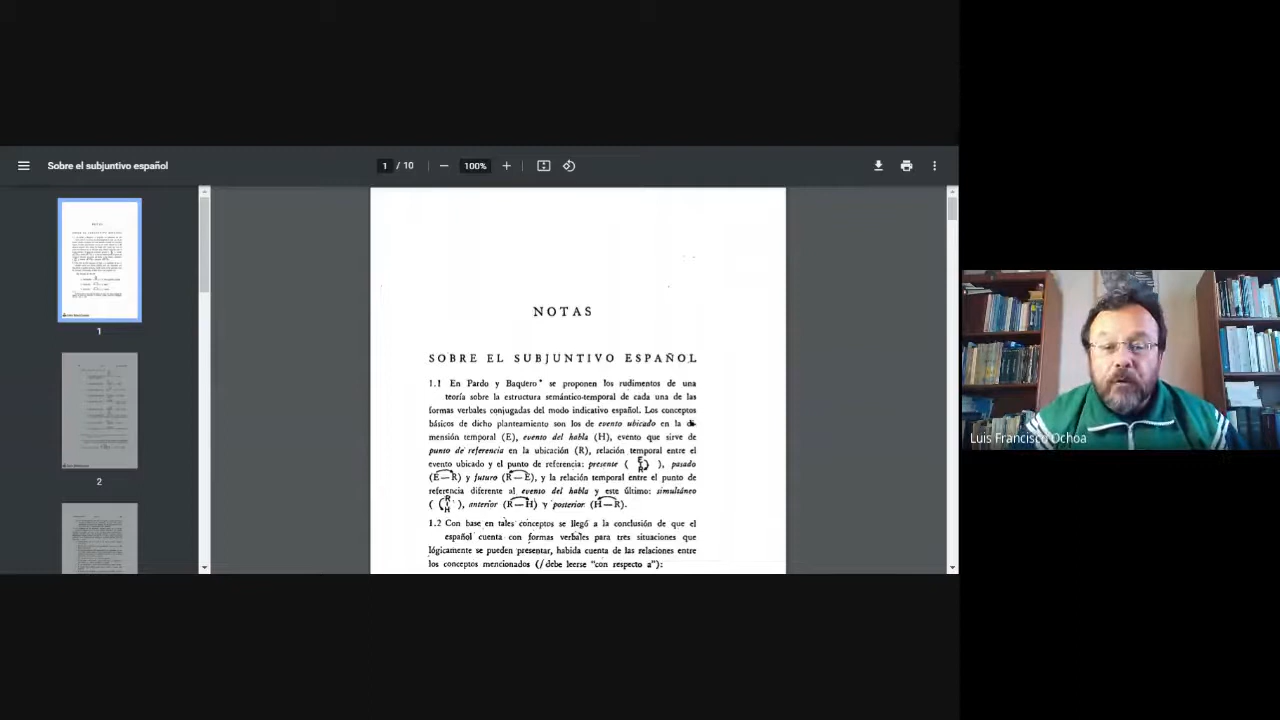 Sobre el subjuntivo español
1 / 10
100%
NOTAS
SOBRE EL SUBJUNTIVO ESPAÑOL
1.1 En Pardo y Baquero* se proponen los rudimentos de una
teoría sobre la estructura semántico-temporal de cada una de las
formas verbales conjugadas del modo indicativo español. Los conceptos
básicos de dicho planteamiento son los de evento ubicado en la di-
mensión temporal (E), evento del habla (H), evento que sirve de
punto de referencia en la ubicación (R), relación temporal entre el
evento ubicado y el punto de referencia: presente ( E R ), pasado
(E—R) y futuro (R—E), y la relación temporal entre el punto de
referencia diferente al evento del habla y este último: simultáneo
( R H ), anterior (R—H) y posterior (H—R).
1.2 Con base en tales conceptos se llegó a la conclusión de que el
español cuenta con formas verbales para tres situaciones que
lógicamente se pueden presentar, habida cuenta de las relaciones entre
los conceptos mencionados (/ debe leerse "con respecto a"):
1
2
Luis Francisco Ochoa